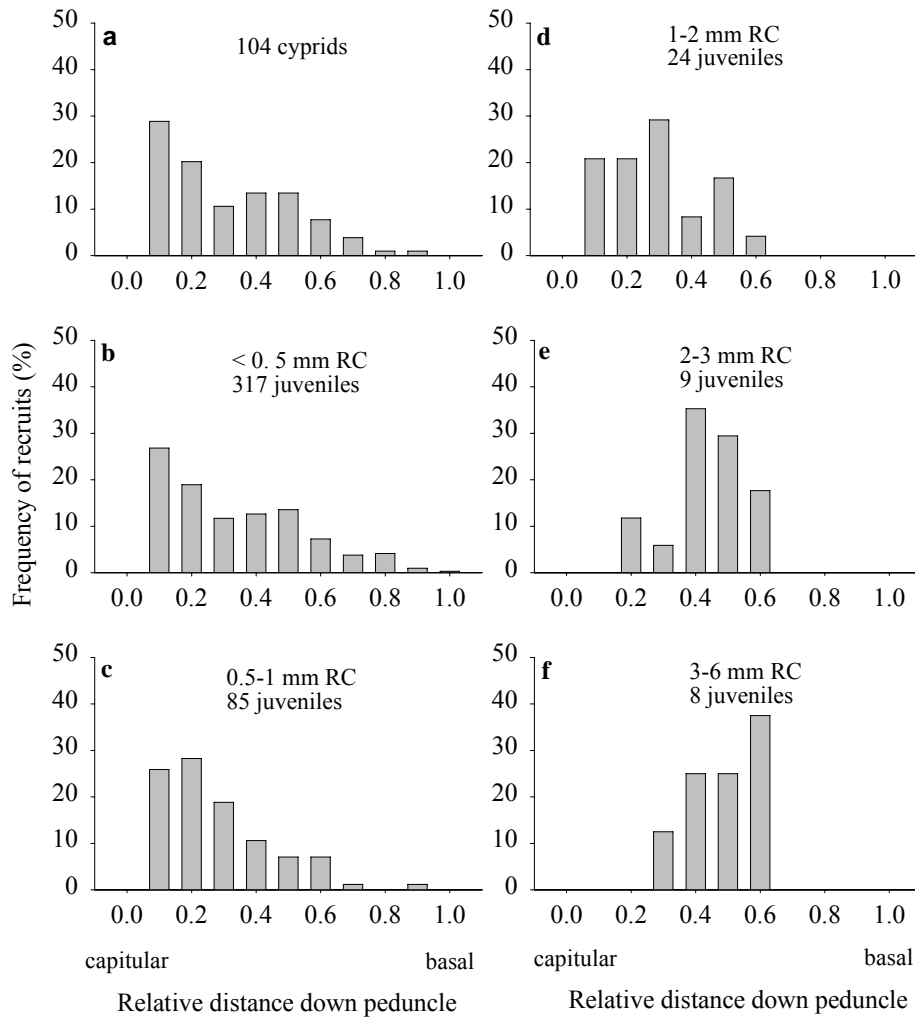 a
104 cyprids
50
40
30
20
10
0
0.0 0.2 0.4 0.6 0.8 1.0
d
1-2 mm RC
24 juveniles
50
40
30
20
10
0
0.0 0.2 0.4 0.6 0.8 1.0
Frequency of recruits (%)
b
< 0. 5 mm RC
317 juveniles
50
40
30
20
10
0
0.0 0.2 0.4 0.6 0.8 1.0
e
2-3 mm RC
9 juveniles
50
40
30
20
10
0
0.0 0.2 0.4 0.6 0.8 1.0
c
0.5-1 mm RC
85 juveniles
50
40
30
20
10
0
0.0 0.2 0.4 0.6 0.8 1.0
capitular basal
Relative distance down peduncle
f
3-6 mm RC
8 juveniles
50
40
30
20
10
0
0.0 0.2 0.4 0.6 0.8 1.0
capitular basal
Relative distance down peduncle